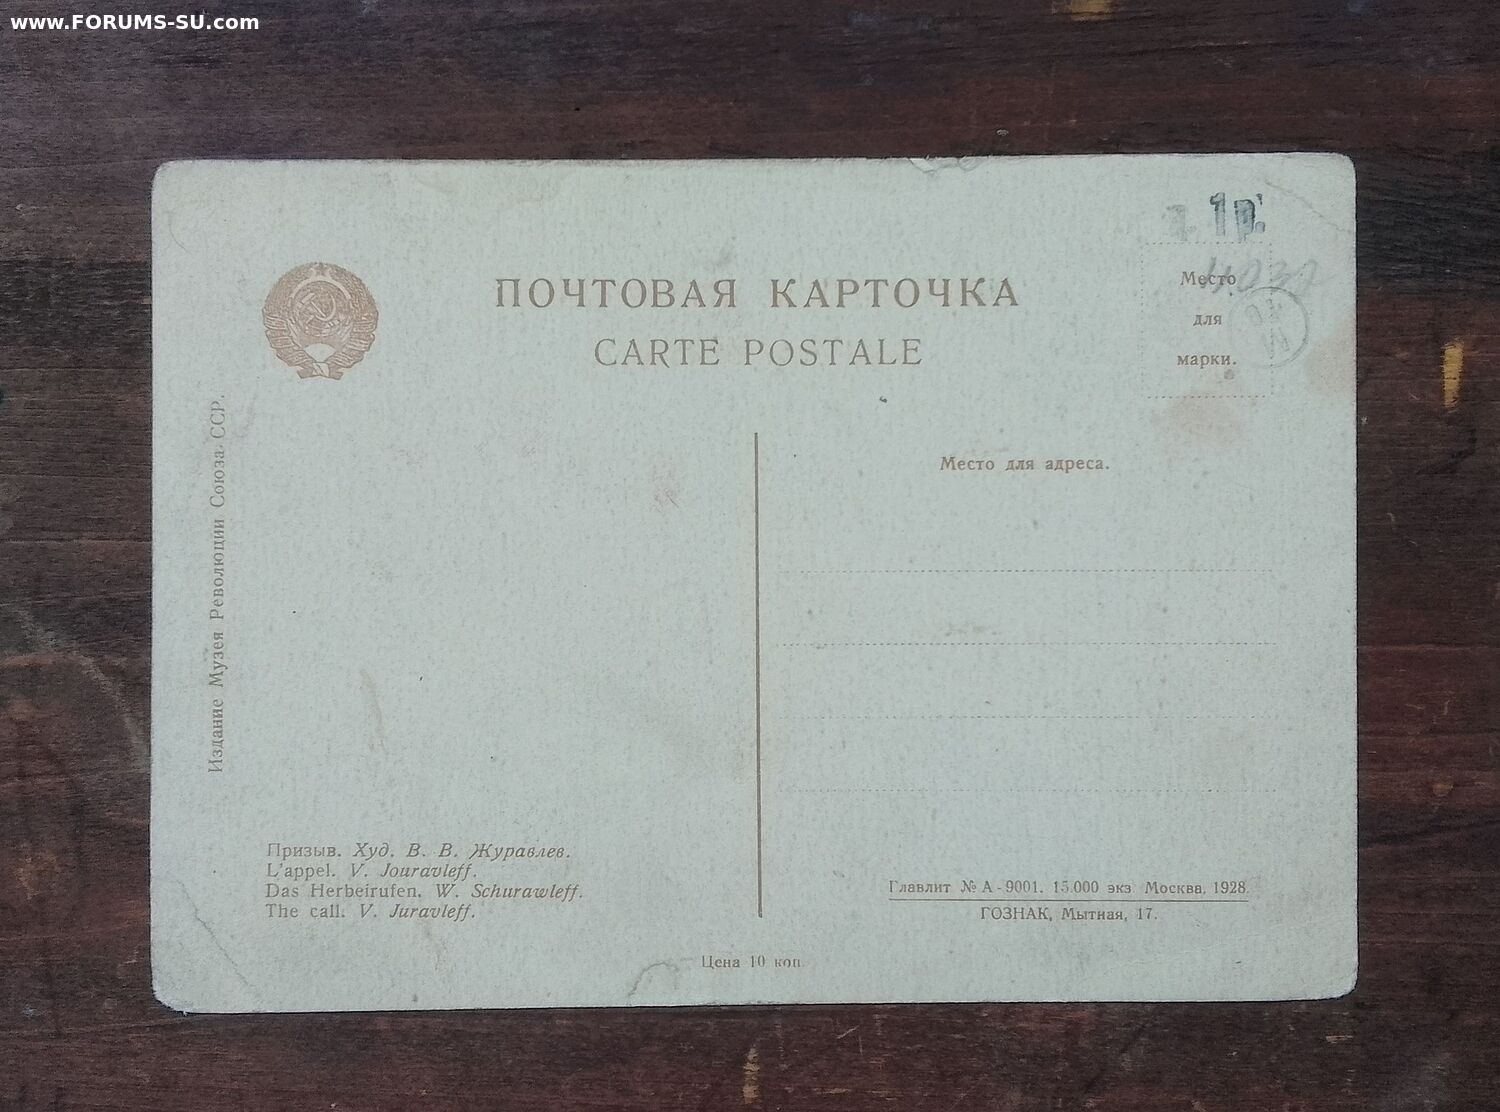 www.FORUMS-SU.com
1р.
ПОЧТОВАЯ КАРТОЧКА
CARTE POSTALE
Место
для
марки.
Место для адреса.
Издание Музея Революции Союза ССР.
Призыв. Худ. В. В. Журавлев.
L'appel. V. Jouravleff.
Das Herbeirufen. W. Schurawleff.
The call. V. Juravleff.
Главлит № А-9001. 15.000 экз Москва, 1928.
ГОЗНАК, Мытная, 17.
Цена 10 коп.